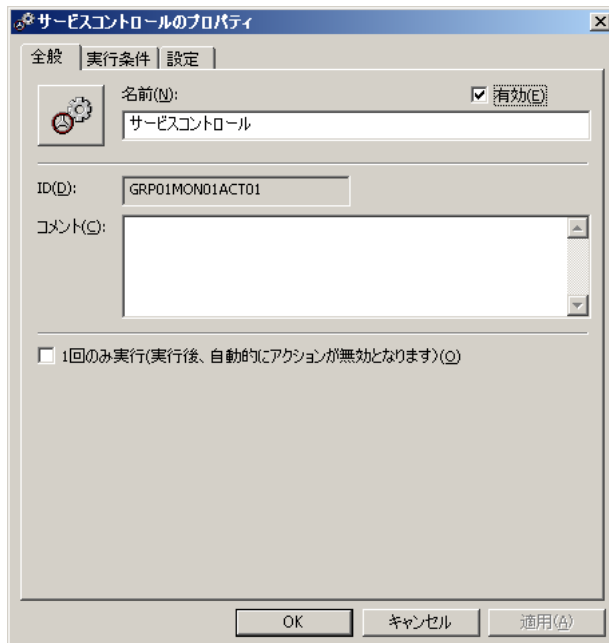 サービスコントロールのプロパティ
全般 実行条件 設定
名前(N): 有効(E)
サービスコントロール
ID(D): GRP01MON01ACT01
コメント(C):
1回のみ実行(実行後、自動的にアクションが無効となります)(O)
OK キャンセル 適用(A)